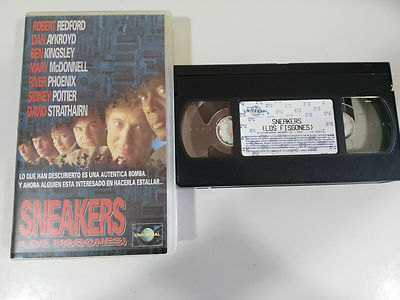 ROBERT REDFORD
DAN AYKROYD
BEN KINGSLEY
MARY McDONNELL
RIVER PHOENIX
SIDNEY POITIER
DAVID STRATHAIRN
LO QUE HAN DESCUBIERTO ES UNA AUTENTICA BOMBA.
Y AHORA ALGUIEN ESTA INTERESADO EN HACERLA ESTALLAR...
SNEAKERS
(LOS FISGONES)
UNIVERSAL
SNEAKERS
(LOS FISGONES)